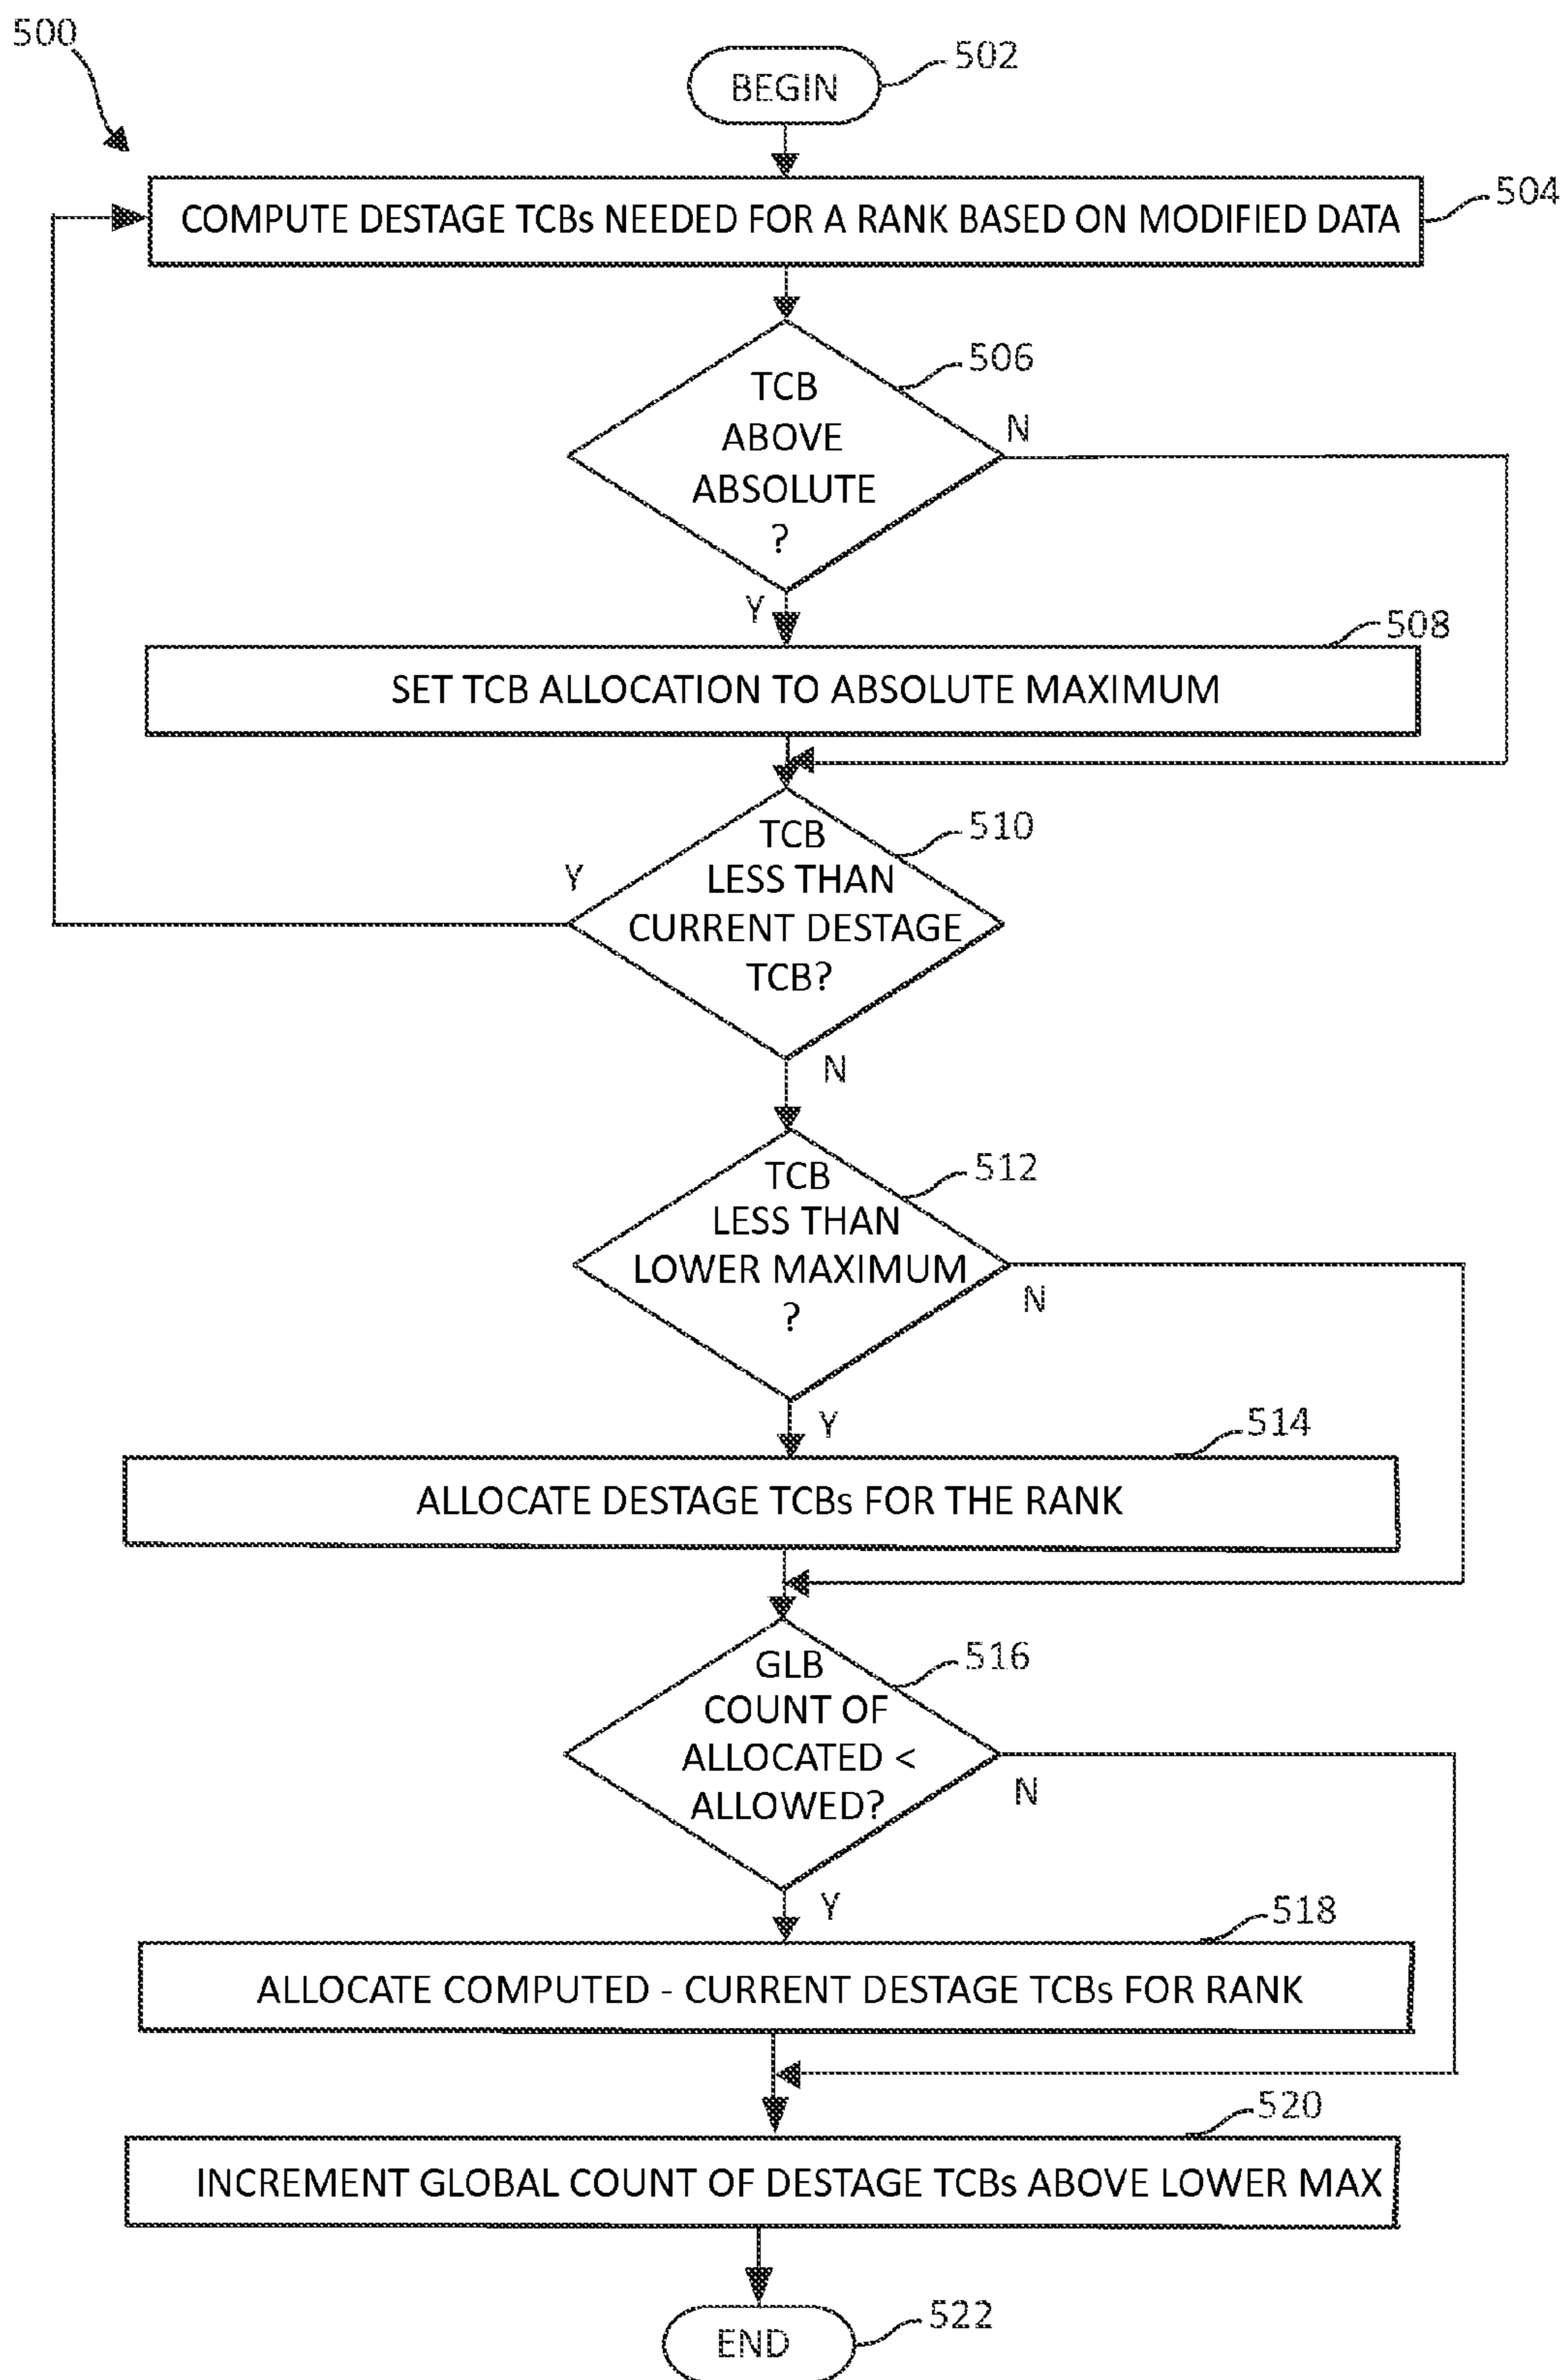 500
BEGIN
502
COMPUTE DESTAGE TCBs NEEDED FOR A RANK BASED ON MODIFIED DATA
504
TCB
ABOVE
ABSOLUTE
?
506
N
Y
SET TCB ALLOCATION TO ABSOLUTE MAXIMUM
508
TCB
LESS THAN
CURRENT DESTAGE
TCB?
510
Y
N
TCB
LESS THAN
LOWER MAXIMUM
?
512
N
Y
ALLOCATE DESTAGE TCBs FOR THE RANK
514
GLB
COUNT OF
ALLOCATED <
ALLOWED?
516
N
Y
ALLOCATE COMPUTED - CURRENT DESTAGE TCBs FOR RANK
518
INCREMENT GLOBAL COUNT OF DESTAGE TCBs ABOVE LOWER MAX
520
END
522